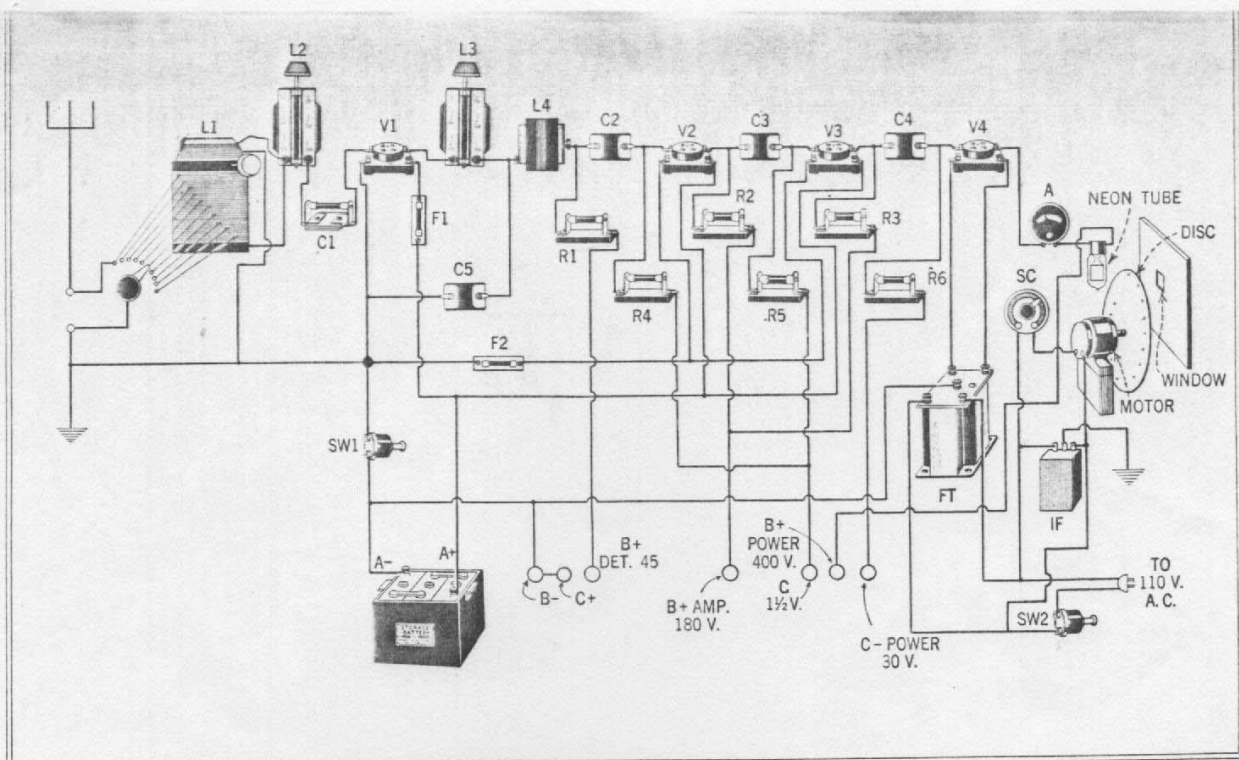 L2
L3
L1
V1
L4
C2
V2
C3
V3
C4
V4
A
NEON TUBE
DISC
F1
C1
R1
R2
R3
R6
SC
C5
R4
.R5
F2
WINDOW
MOTOR
SW1
FT
IF
A-
A+
B-
C+
B+
DET. 45
B+ AMP.
180 V.
B+
POWER
400 V.
C
1½V.
C- POWER
30 V.
TO
110 V.
A.C.
SW2
STORAGE
BATTERY